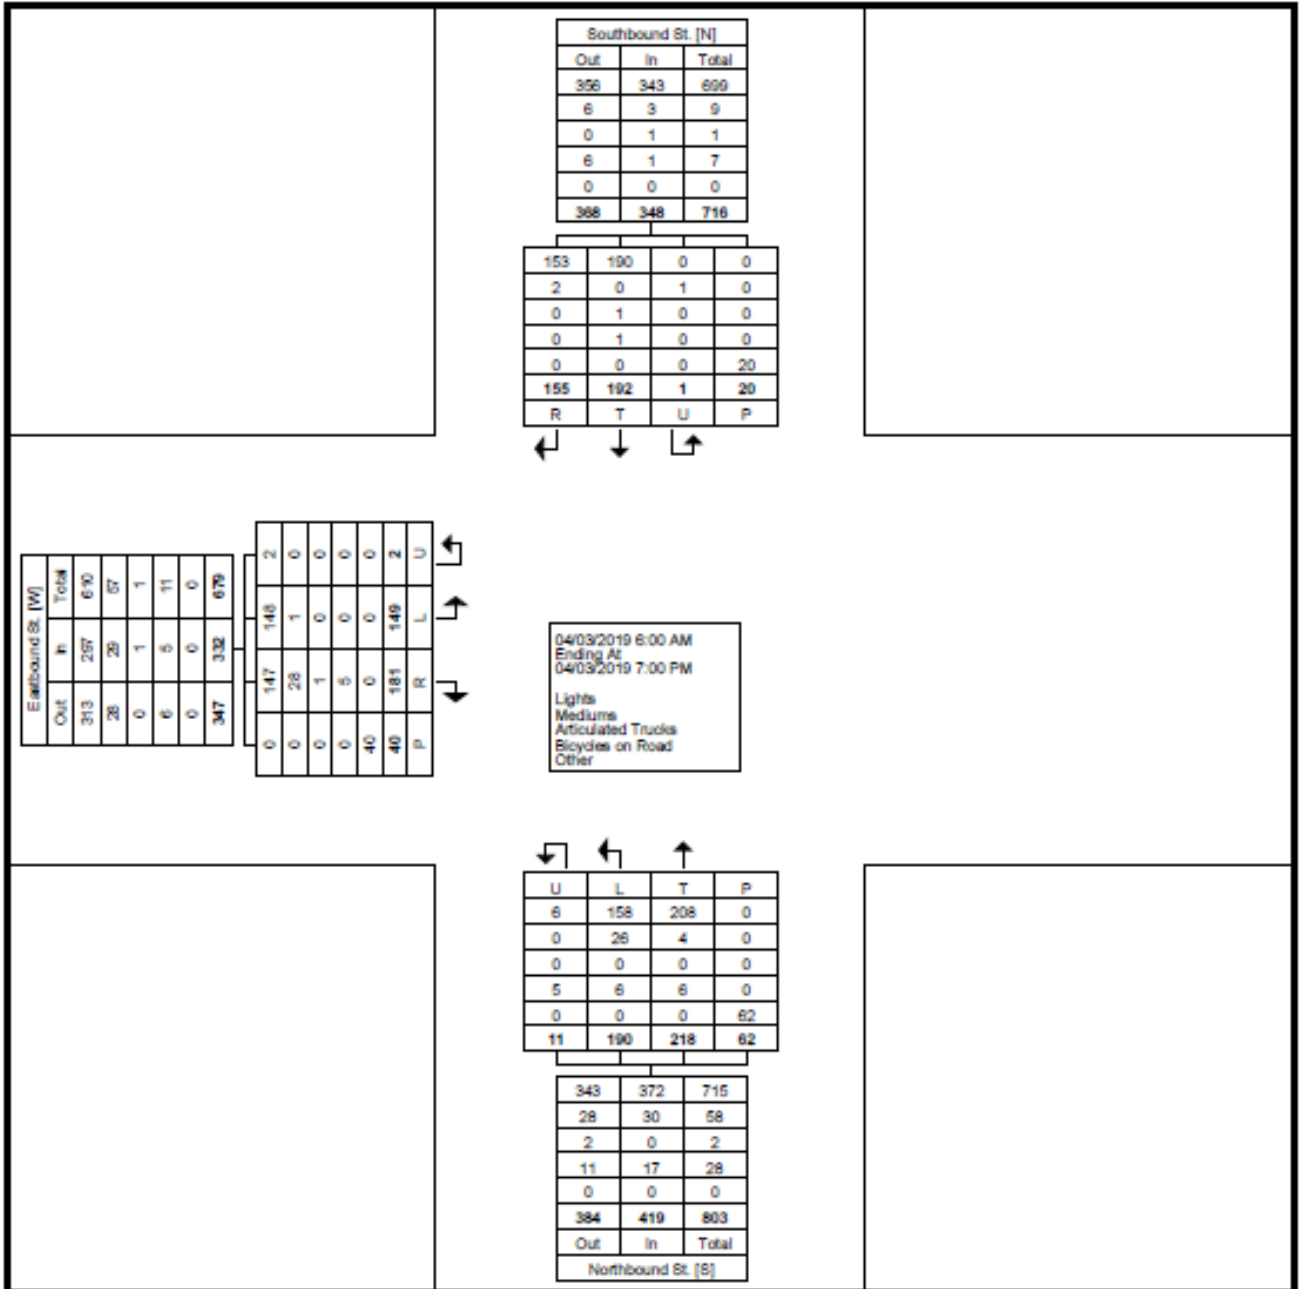 Southbound St. [N]
Out In Total
356 343 699
6 3 9
0 1 1
6 1 7
0 0 0
368 348 716
153 190 0 0
2 0 1 0
0 1 0 0
0 1 0 0
0 0 0 20
155 192 1 20
R T U P
Eastbound St. [W]
Out In Total
313 297 610
28 29 57
0 1 1
6 5 11
0 0 0
347 332 679
0 147 148 2
0 28 1 0
0 1 0 0
0 5 0 0
40 0 0 0
40 181 149 2
P R L U
04/03/2019 6:00 AM
Ending At
04/03/2019 7:00 PM
Lights
Mediums
Articulated Trucks
Bicycles on Road
Other
U L T P
6 158 208 0
0 26 4 0
0 0 0 0
5 6 6 0
0 0 0 62
11 190 218 62
343 372 715
28 30 58
2 0 2
11 17 28
0 0 0
384 419 803
Out In Total
Northbound St. [S]